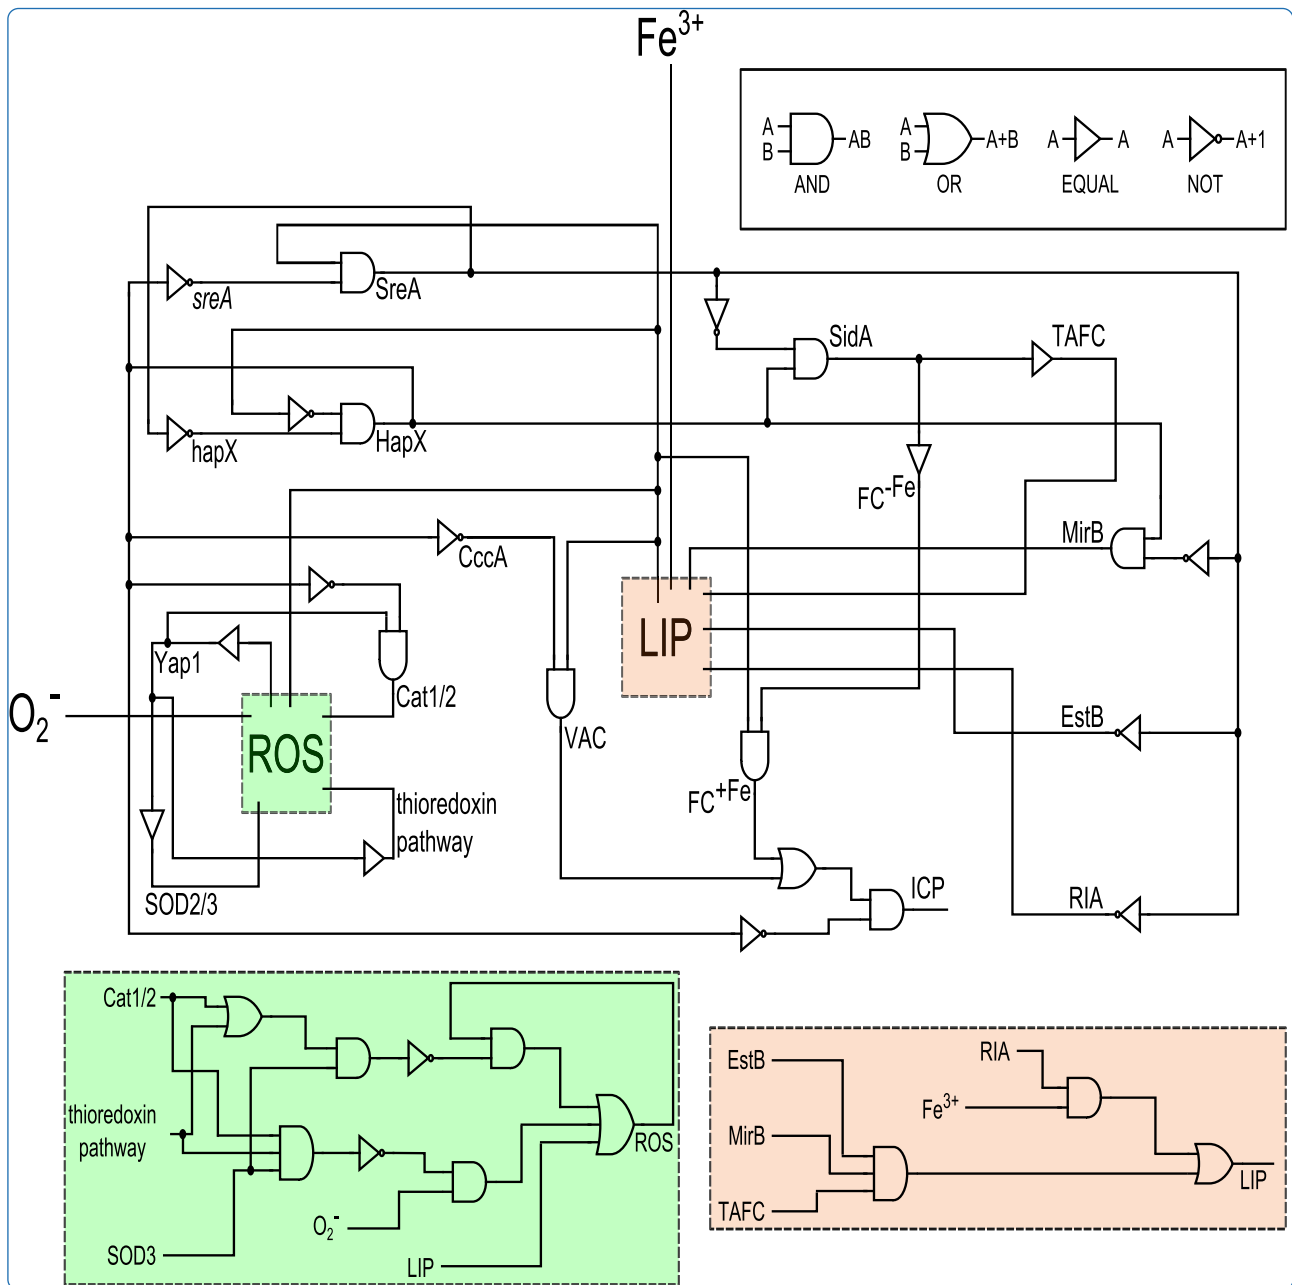 Fe3+
A
B
AB
AND
A
B
A+B
OR
A
A
EQUAL
A
A+1
NOT
sreA
SreA
SidA
TAFC
hapX
HapX
FC-Fe
MirB
CccA
LIP
Yap1
Cat1/2
O2-
ROS
VAC
EstB
FC+Fe
thioredoxin
pathway
SOD2/3
ICP
RIA
Cat1/2
thioredoxin
pathway
ROS
O2-
SOD3
LIP
EstB
RIA
Fe3+
MirB
LIP
TAFC